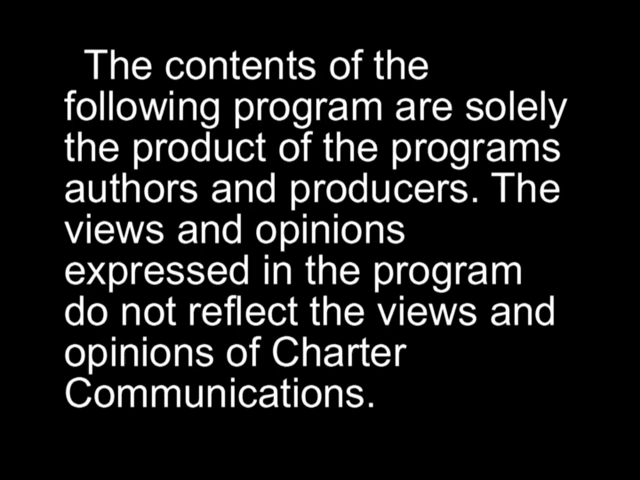 The contents of the
following program are solely
the product of the programs
authors and producers. The
views and opinions
expressed in the program
do not reflect the views and
opinions of Charter
Communications.